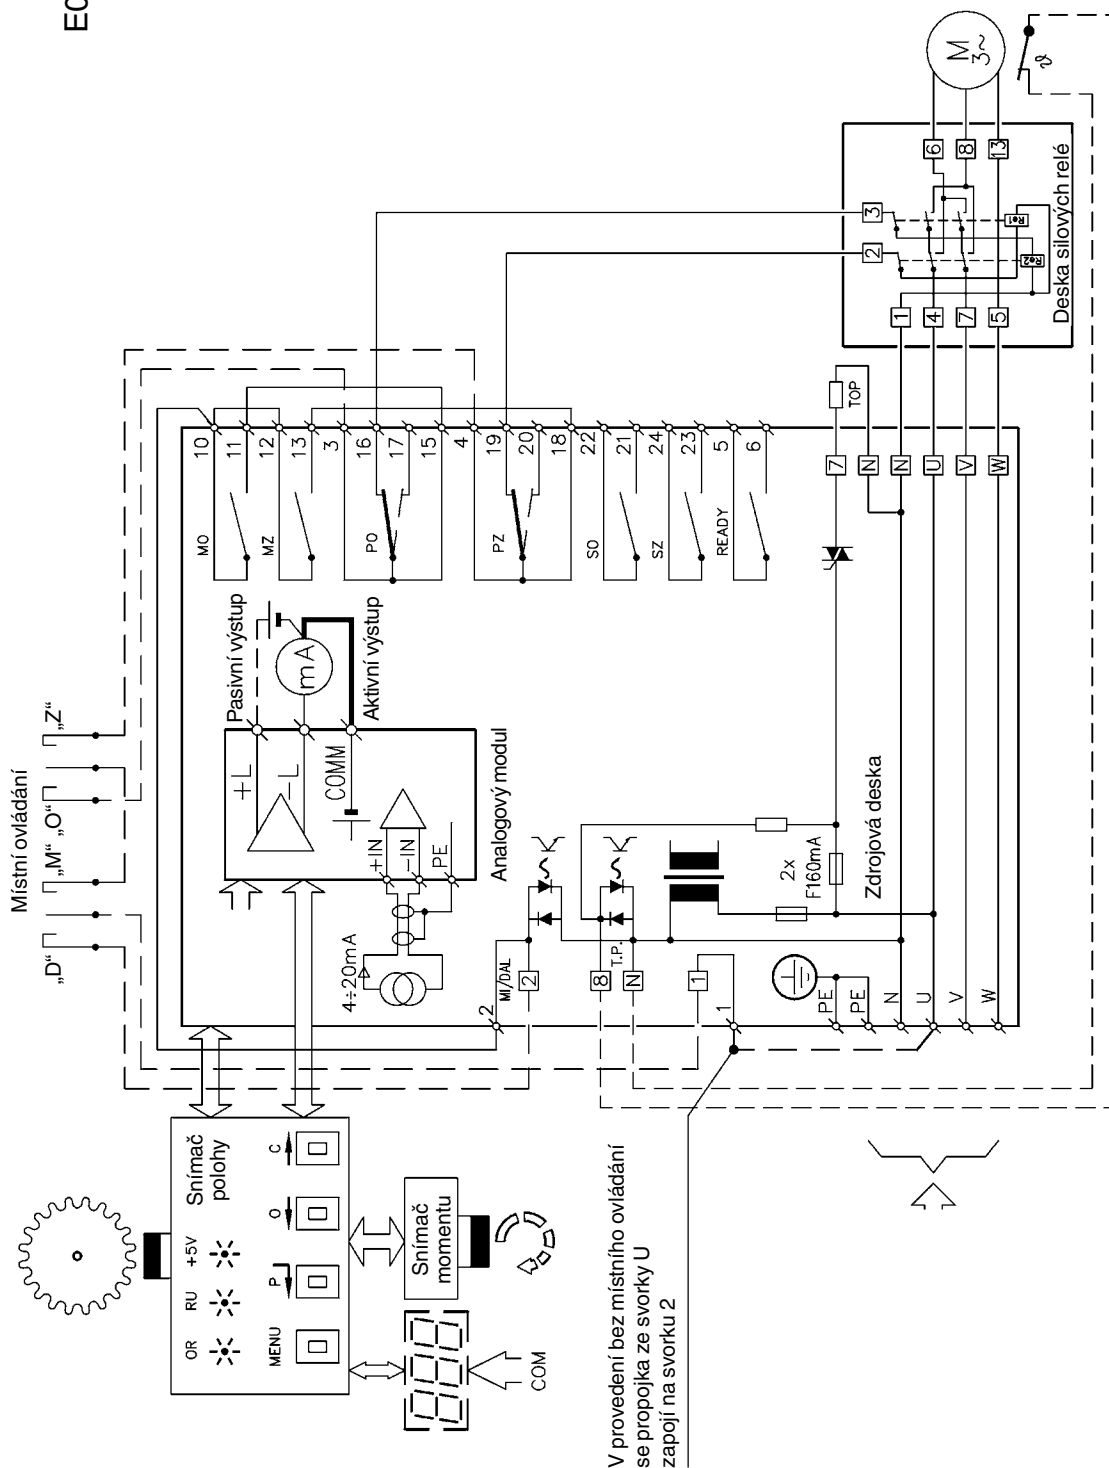 E0
Místní ovládání
„D“ „M“ „O“ „Z“
10
11
12
13
3
16
17
15
4
19
20
18
22
21
24
23
5
6
MO
MZ
PO
PZ
SO
SZ
READY
Pasivní výstup
Aktivní výstup
mA
+L
-L
COMM
+IN
-IN
PE
Analogový modul
4÷20mA
Snímač
polohy
OR
RU
+5V
MENU
P
O
C
Snímač
momentu
COM
2
MI/DAL
2
8
T.P.
N
1
1
PE
PE
N
U
V
W
2x
F160mA
Zdrojová deska
7
N
N
U
V
W
TOP
1
4
7
5
2
3
Re1
Re2
6
8
13
Deska silových relé
M
3~
ϑ
V provedení bez místního ovládání
se propojka ze svorky U
zapojí na svorku 2